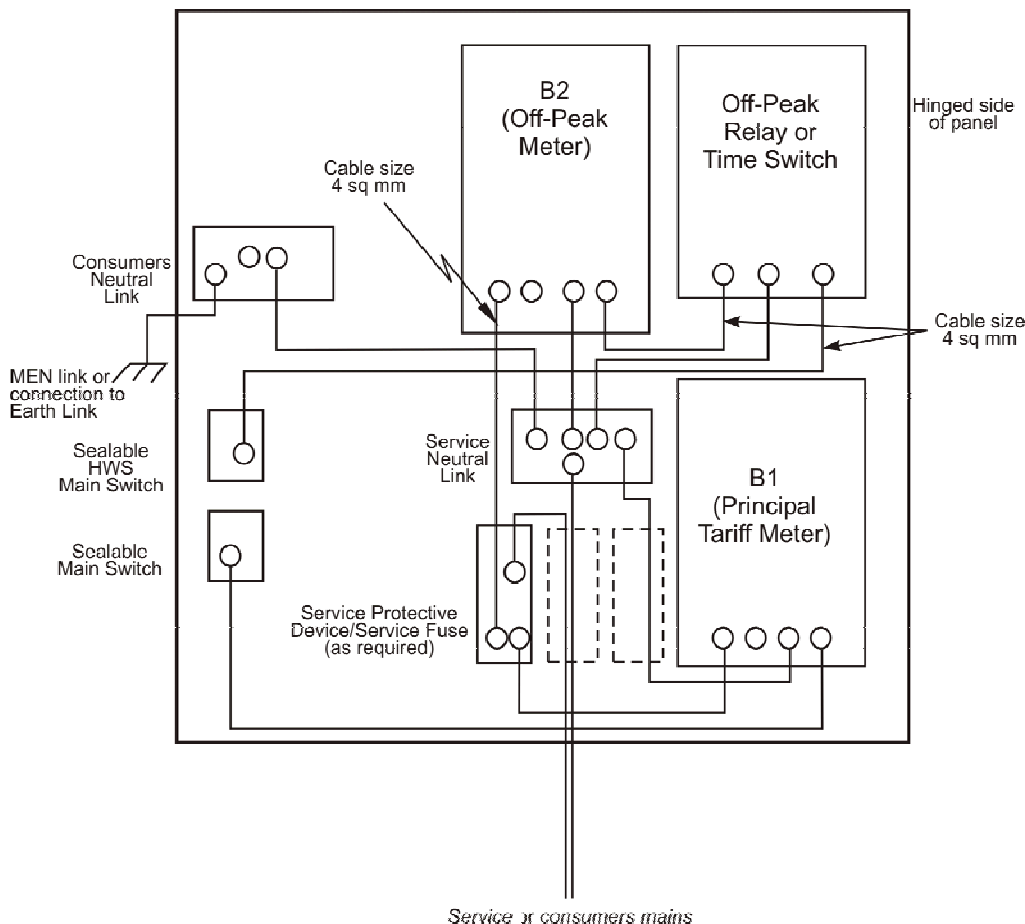 B2
(Off-Peak
Meter)
Off-Peak
Relay or
Time Switch
Hinged side
of panel
Cable size
4 sq mm
Consumers
Neutral
Link
Cable size
4 sq mm
MEN link or
connection to
Earth Link
Sealable
HWS
Main Switch
Service
Neutral
Link
B1
(Principal
Tariff Meter)
Sealable
Main Switch
Service Protective
Device/Service Fuse
(as required)
Service or consumers mains